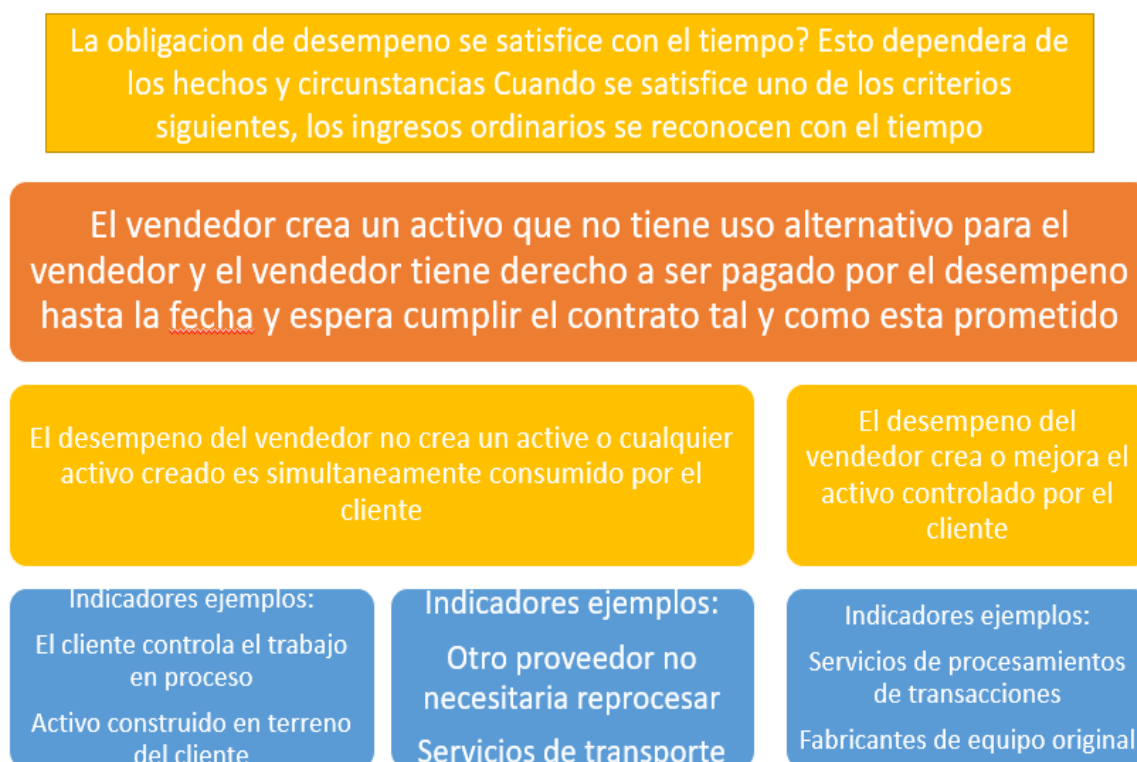 La obligacion de desempeno se satisfice con el tiempo? Esto dependera de
los hechos y circunstancias Cuando se satisfice uno de los criterios
siguientes, los ingresos ordinarios se reconocen con el tiempo
El vendedor crea un activo que no tiene uso alternativo para el
vendedor y el vendedor tiene derecho a ser pagado por el desempeno
hasta la fecha y espera cumplir el contrato tal y como esta prometido
El desempeno del vendedor no crea un active o cualquier
activo creado es simultaneamente consumido por el
cliente
El desempeno del
vendedor crea o mejora el
activo controlado por el
cliente
Indicadores ejemplos:
El cliente controla el trabajo
en proceso
Activo construido en terreno
del cliente
Indicadores ejemplos:
Otro proveedor no
necesitaria reprocesar
Servicios de transporte
Indicadores ejemplos:
Servicios de procesamientos
de transacciones
Fabricantes de equipo original